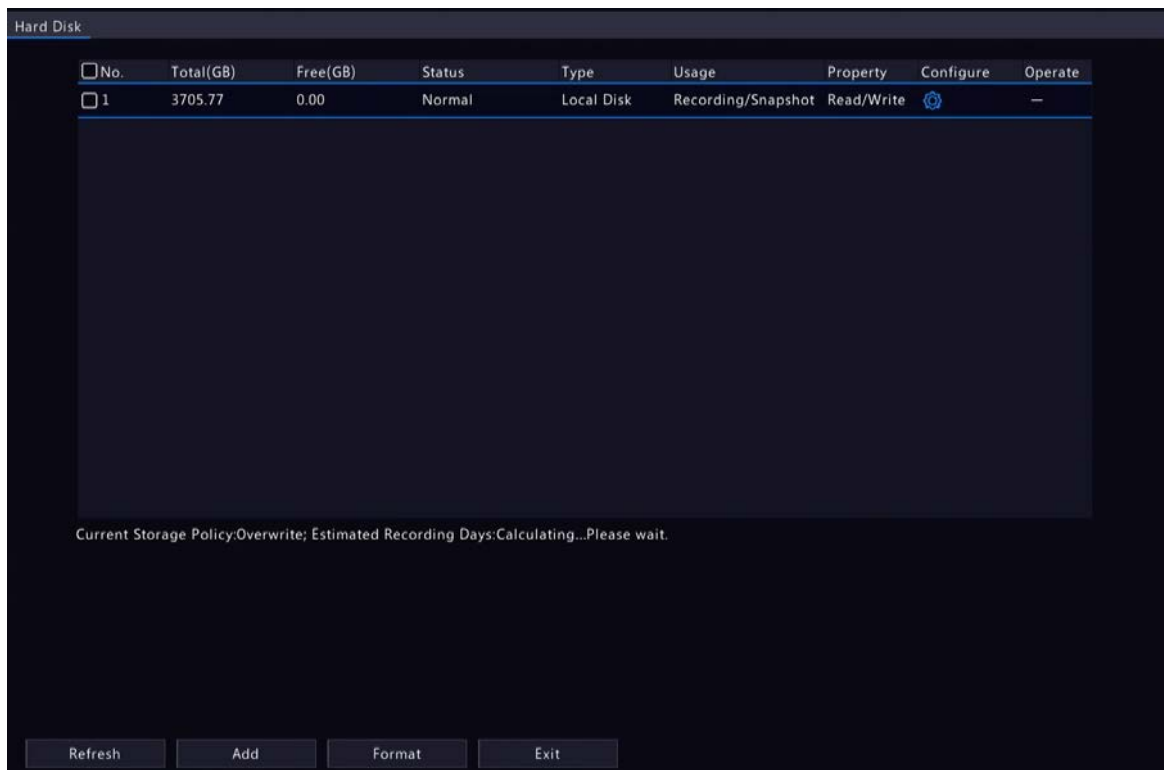 Hard Disk
No. Total(GB) Free(GB) Status Type Usage Property Configure Operate
1 3705.77 0.00 Normal Local Disk Recording/Snapshot Read/Write —
Current Storage Policy:Overwrite; Estimated Recording Days:Calculating...Please wait.
Refresh Add Format Exit